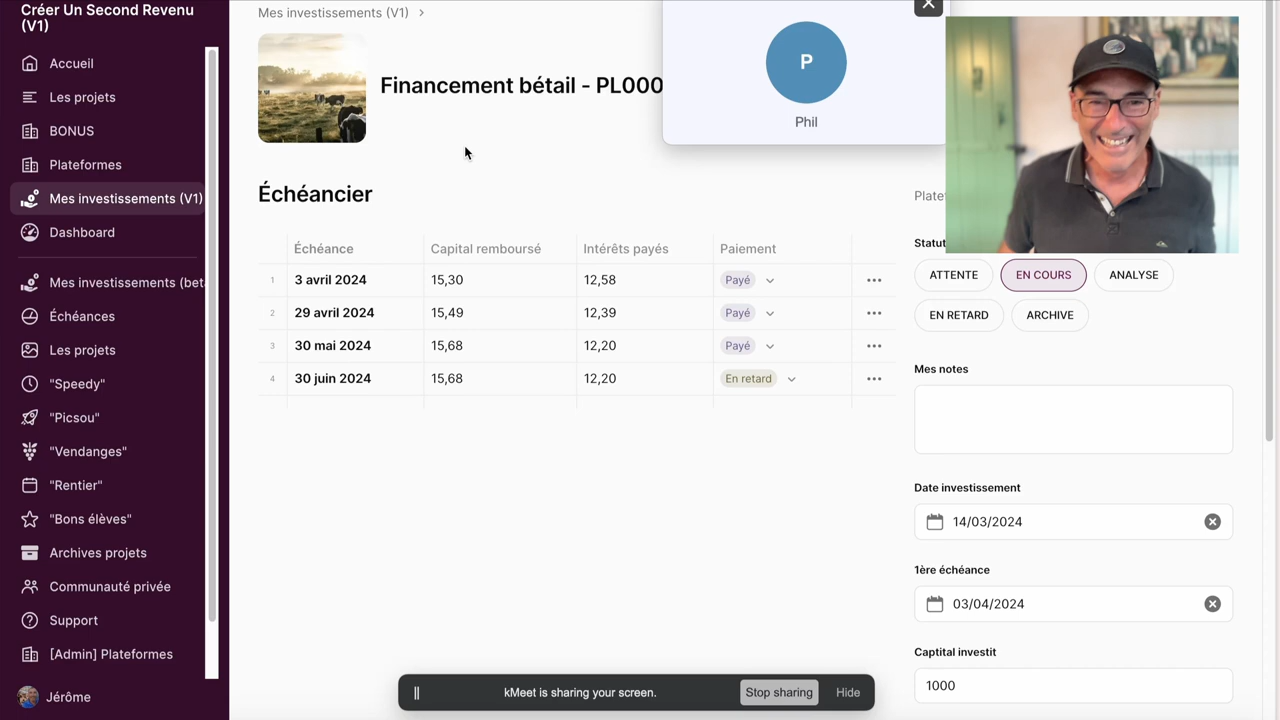 Créer Un Second Revenu
(V1)
Accueil
Les projets
BONUS
Plateformes
Mes investissements (V1)
Dashboard
Mes investissements (bet
Échéances
Les projets
"Speedy"
"Picsou"
"Vendanges"
"Rentier"
"Bons élèves"
Archives projets
Communauté privée
Support
[Admin] Plateformes
Jérôme
Mes investissements (V1) >
Financement bétail - PL000
P
Phil
Échéancier
Échéance Capital remboursé Intérêts payés Paiement
1 3 avril 2024 15,30 12,58 Payé
2 29 avril 2024 15,49 12,39 Payé
3 30 mai 2024 15,68 12,20 Payé
4 30 juin 2024 15,68 12,20 En retard
Platef
Statut
ATTENTE EN COURS ANALYSE
EN RETARD ARCHIVE
Mes notes
Date investissement
14/03/2024
1ère échéance
03/04/2024
Captital investit
1000
kMeet is sharing your screen. Stop sharing Hide